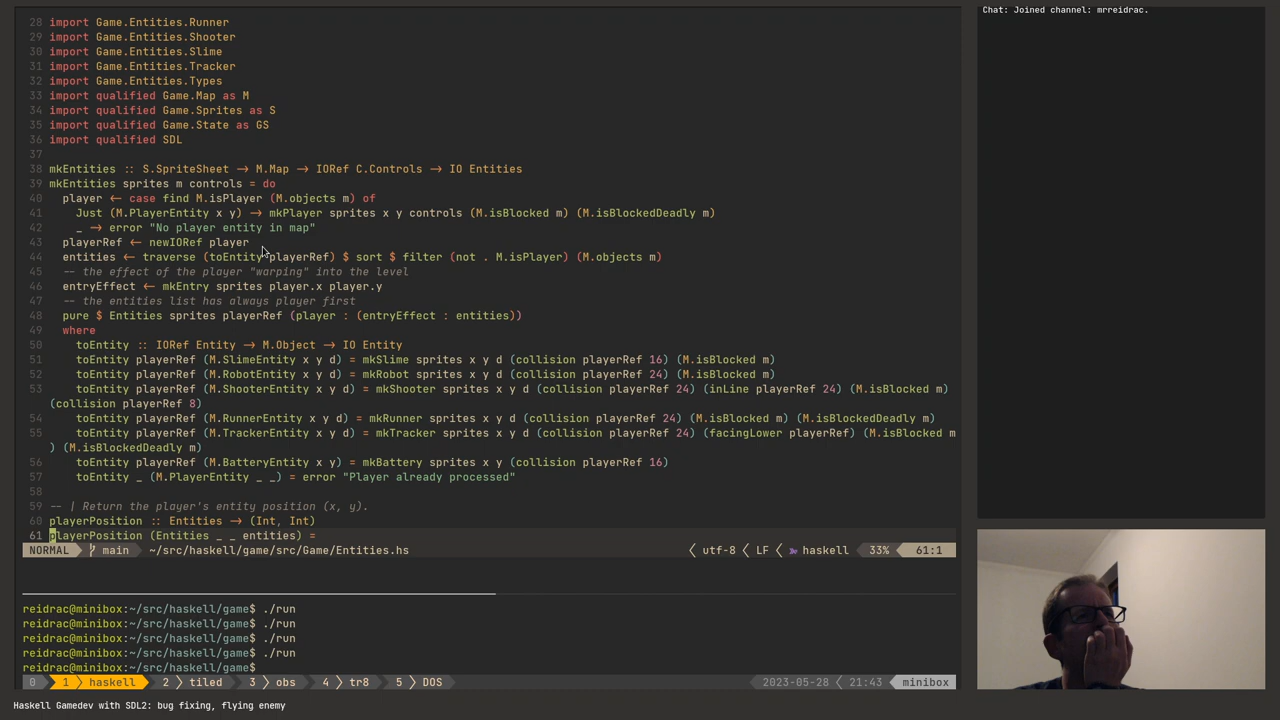 28 import Game.Entities.Runner
29 import Game.Entities.Shooter
30 import Game.Entities.Slime
31 import Game.Entities.Tracker
32 import Game.Entities.Types
33 import qualified Game.Map as M
34 import qualified Game.Sprites as S
35 import qualified Game.State as GS
36 import qualified SDL
37
38 mkEntities :: S.SpriteSheet → M.Map → IORef C.Controls → IO Entities
39 mkEntities sprites m controls = do
40 player ← case find M.isPlayer (M.objects m) of
41 Just (M.PlayerEntity x y) → mkPlayer sprites x y controls (M.isBlocked m) (M.isBlockedDeadly m)
42 _ → error "No player entity in map"
43 playerRef ← newIORef player
44 entities ← traverse (toEntity playerRef) $ sort $ filter (not . M.isPlayer) (M.objects m)
45 -- the effect of the player "warping" into the level
46 entryEffect ← mkEntry sprites player.x player.y
47 -- the entities list has always player first
48 pure $ Entities sprites playerRef (player : (entryEffect : entities))
49 where
50 toEntity :: IORef Entity → M.Object → IO Entity
51 toEntity playerRef (M.SlimeEntity x y d) = mkSlime sprites x y d (collision playerRef 16) (M.isBlocked m)
52 toEntity playerRef (M.RobotEntity x y d) = mkRobot sprites x y d (collision playerRef 24) (M.isBlocked m)
53 toEntity playerRef (M.ShooterEntity x y d) = mkShooter sprites x y d (collision playerRef 24) (inLine playerRef 24) (M.isBlocked m)
(collision playerRef 8)
54 toEntity playerRef (M.RunnerEntity x y d) = mkRunner sprites x y d (collision playerRef 24) (M.isBlocked m) (M.isBlockedDeadly m)
55 toEntity playerRef (M.TrackerEntity x y d) = mkTracker sprites x y d (collision playerRef 24) (facingLower playerRef) (M.isBlocked m
) (M.isBlockedDeadly m)
56 toEntity playerRef (M.BatteryEntity x y) = mkBattery sprites x y (collision playerRef 16)
57 toEntity _ (M.PlayerEntity _ _) = error "Player already processed"
58
59 -- | Return the player's entity position (x, y).
60 playerPosition :: Entities → (Int, Int)
61 playerPosition (Entities _ _ entities) =
NORMAL main ~/src/haskell/game/src/Game/Entities.hs utf-8 LF haskell 33% 61:1
reidrac@minibox:~/src/haskell/game$ ./run
reidrac@minibox:~/src/haskell/game$ ./run
reidrac@minibox:~/src/haskell/game$ ./run
reidrac@minibox:~/src/haskell/game$ ./run
reidrac@minibox:~/src/haskell/game$
0 1 haskell 2 tiled 3 obs 4 tr8 5 DOS 2023-05-28 21:43 minibox
Haskell Gamedev with SDL2: bug fixing, flying enemy
Chat: Joined channel: mrreidrac.